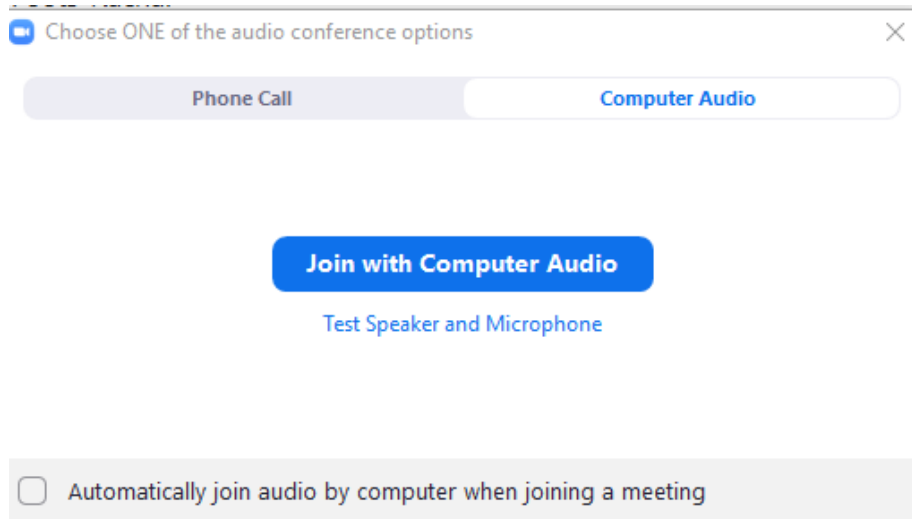 Choose ONE of the audio conference options
Phone Call
Computer Audio
Join with Computer Audio
Test Speaker and Microphone
Automatically join audio by computer when joining a meeting